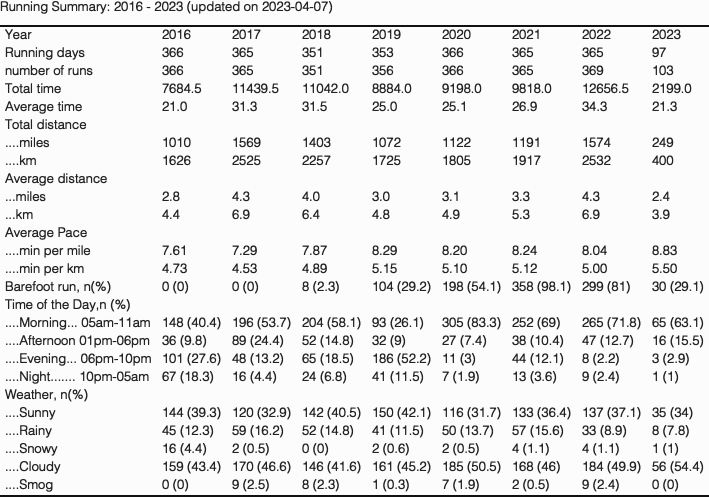 Running Summary: 2016 - 2023 (updated on 2023-04-07)
Year 2016 2017 2018 2019 2020 2021 2022 2023
Running days 366 365 351 353 366 365 365 97
number of runs 366 365 351 356 366 365 369 103
Total time 7684.5 11439.5 11042.0 8884.0 9198.0 9818.0 12656.5 2199.0
Average time 21.0 31.3 31.5 25.0 25.1 26.9 34.3 21.3
Total distance
....miles 1010 1569 1403 1072 1122 1191 1574 249
....km 1626 2525 2257 1725 1805 1917 2532 400
Average distance
...miles 2.8 4.3 4.0 3.0 3.1 3.3 4.3 2.4
...km 4.4 6.9 6.4 4.8 4.9 5.3 6.9 3.9
Average Pace
....min per mile 7.61 7.29 7.87 8.29 8.20 8.24 8.04 8.83
....min per km 4.73 4.53 4.89 5.15 5.10 5.12 5.00 5.50
Barefoot run, n(%) 0 (0) 0 (0) 8 (2.3) 104 (29.2) 198 (54.1) 358 (98.1) 299 (81) 30 (29.1)
Time of the Day,n (%)
....Morning... 05am-11am 148 (40.4) 196 (53.7) 204 (58.1) 93 (26.1) 305 (83.3) 252 (69) 265 (71.8) 65 (63.1)
....Afternoon 01pm-06pm 36 (9.8) 89 (24.4) 52 (14.8) 32 (9) 27 (7.4) 38 (10.4) 47 (12.7) 16 (15.5)
....Evening... 06pm-10pm 101 (27.6) 48 (13.2) 65 (18.5) 186 (52.2) 11 (3) 44 (12.1) 8 (2.2) 3 (2.9)
....Night....... 10pm-05am 67 (18.3) 16 (4.4) 24 (6.8) 41 (11.5) 7 (1.9) 13 (3.6) 9 (2.4) 1 (1)
Weather, n(%)
....Sunny 144 (39.3) 120 (32.9) 142 (40.5) 150 (42.1) 116 (31.7) 133 (36.4) 137 (37.1) 35 (34)
....Rainy 45 (12.3) 59 (16.2) 52 (14.8) 41 (11.5) 50 (13.7) 57 (15.6) 33 (8.9) 8 (7.8)
....Snowy 16 (4.4) 2 (0.5) 0 (0) 2 (0.6) 2 (0.5) 4 (1.1) 4 (1.1) 1 (1)
....Cloudy 159 (43.4) 170 (46.6) 146 (41.6) 161 (45.2) 185 (50.5) 168 (46) 184 (49.9) 56 (54.4)
....Smog 0 (0) 9 (2.5) 8 (2.3) 1 (0.3) 7 (1.9) 2 (0.5) 9 (2.4) 0 (0)